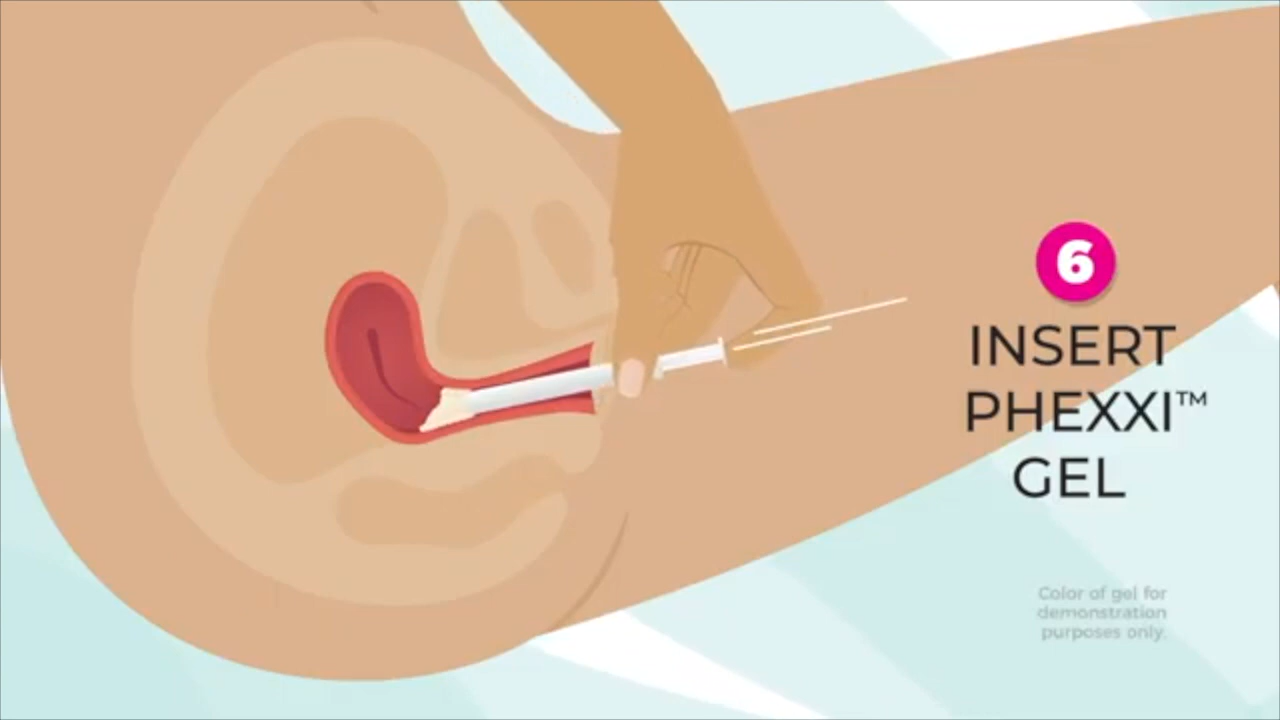 6
INSERT
PHEXXI™
GEL
Color of gel for
demonstration
purposes only.